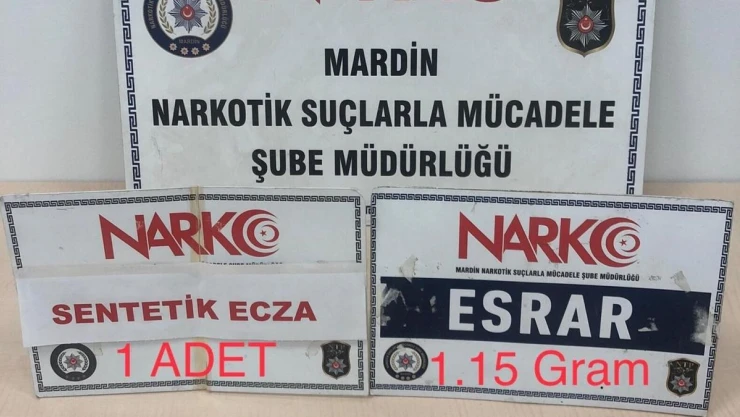 MARDİN
NARKOTİK SUÇLARLA MÜCADELE
ŞUBE MÜDÜRLÜĞÜ
NARKO
SENTETİK ECZA
1 ADET
NARKO
MARDİN NARKOTİK SUÇLARLA MÜCADELE ŞUBE MÜDÜRLÜĞÜ
ESRAR
1.15 Gram